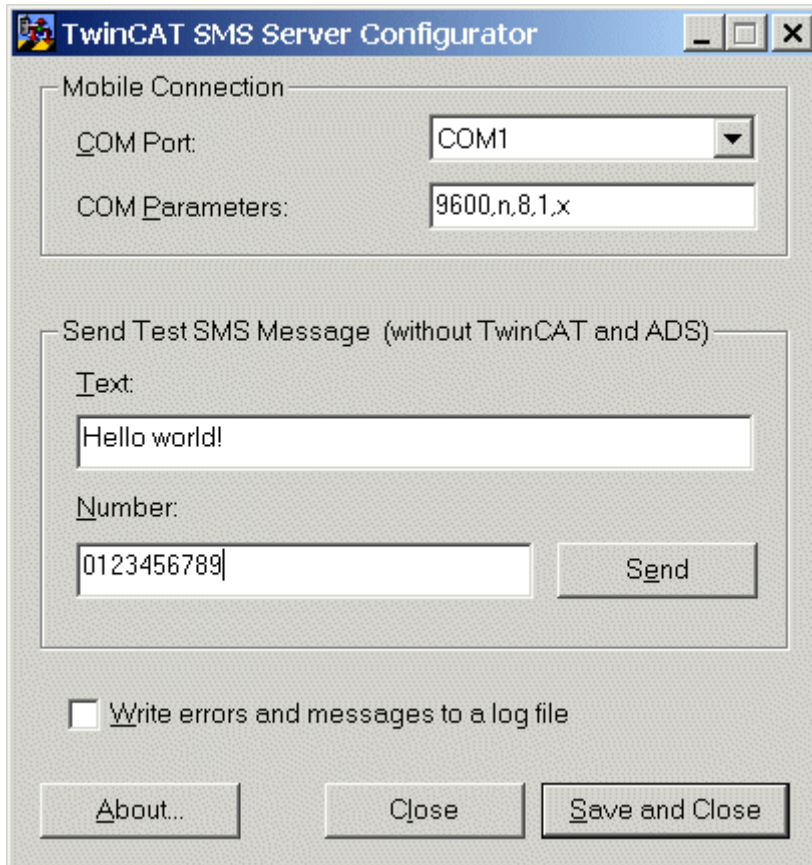 TwinCAT SMS Server Configurator
Mobile Connection
COM Port:
COM1
COM Parameters:
9600,n,8,1,x
Send Test SMS Message (without TwinCAT and ADS)
Text:
Hello world!
Number:
0123456789
Send
Write errors and messages to a log file
About...
Close
Save and Close